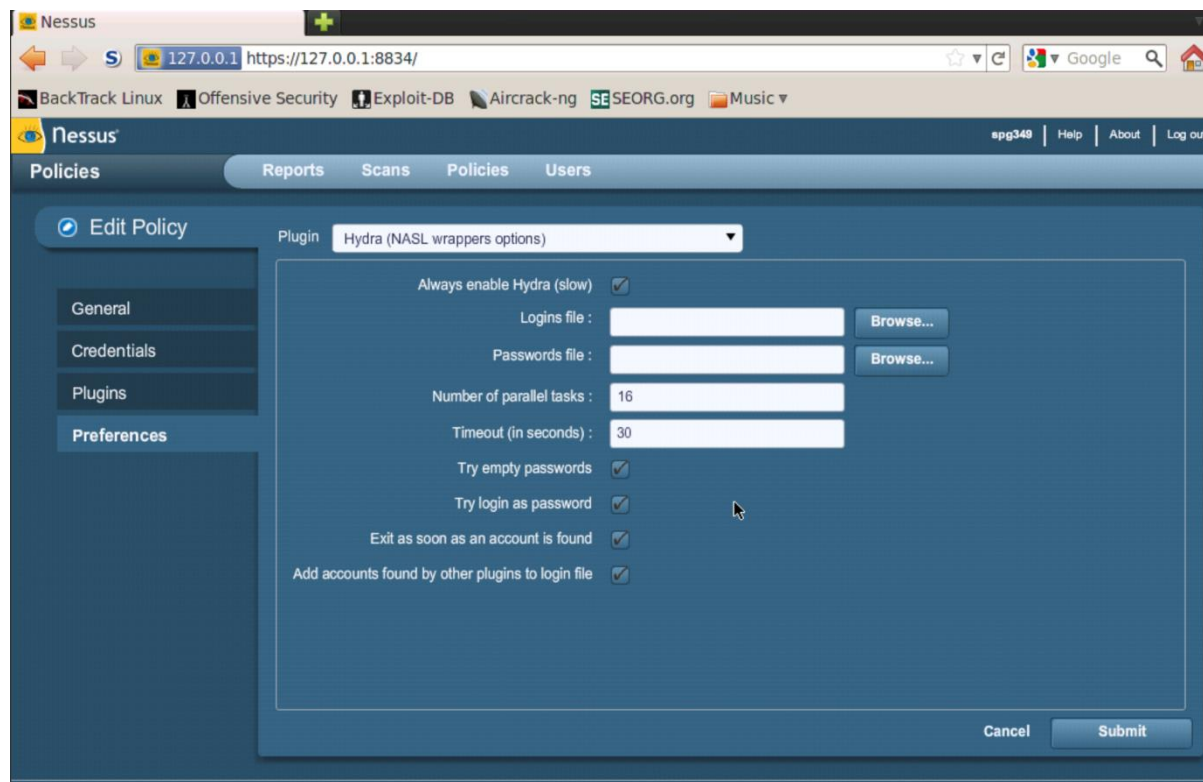 Nessus
127.0.0.1 https://127.0.0.1:8834/ Google
BackTrack Linux Offensive Security Exploit-DB Aircrack-ng SE SEORG.org Music
Nessus spg349 Help About Log ou
Policies Reports Scans Policies Users
Edit Policy
General
Credentials
Plugins
Preferences
Plugin Hydra (NASL wrappers options)
Always enable Hydra (slow)
Logins file : Browse...
Passwords file : Browse...
Number of parallel tasks : 16
Timeout (in seconds) : 30
Try empty passwords
Try login as password
Exit as soon as an account is found
Add accounts found by other plugins to login file
Cancel Submit